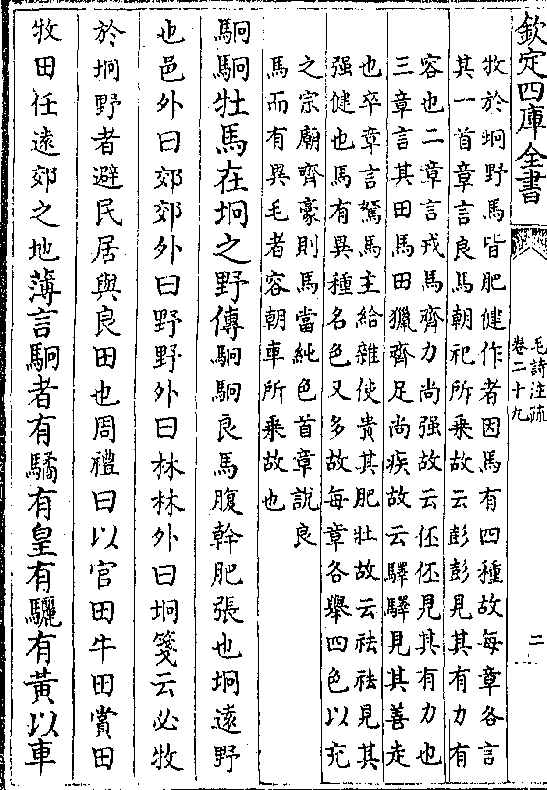 欽定四庫全書
毛詩注疏
卷二十九
二
牧於坰野馬皆肥健作者因馬有四種故每章各言
其一首章言良馬朝祀所乘故云彭彭見其有力有
容也二章言戎馬齊力尚强故云伾伾見其有力也
三章言其田馬田獵齊足尚疾故云驛驛見其善走
也卒章言駑馬主給雜使貴其肥壯故云祛祛見其
强健也馬有異種名色又多故每章各舉四色以充
之宗廟齊豪則馬當純色首章說良
馬而有異毛者容朝車所乘故也
駉駉牡馬在坰之野傳駉駉良馬腹幹肥張也坰遠野
也邑外曰郊郊外曰野野外曰林林外曰坰箋云必牧
於坰野者避民居與良田也周禮曰以官田牛田賞田
牧田任遠郊之地薄言駉者有驈有皇有驪有黃以車